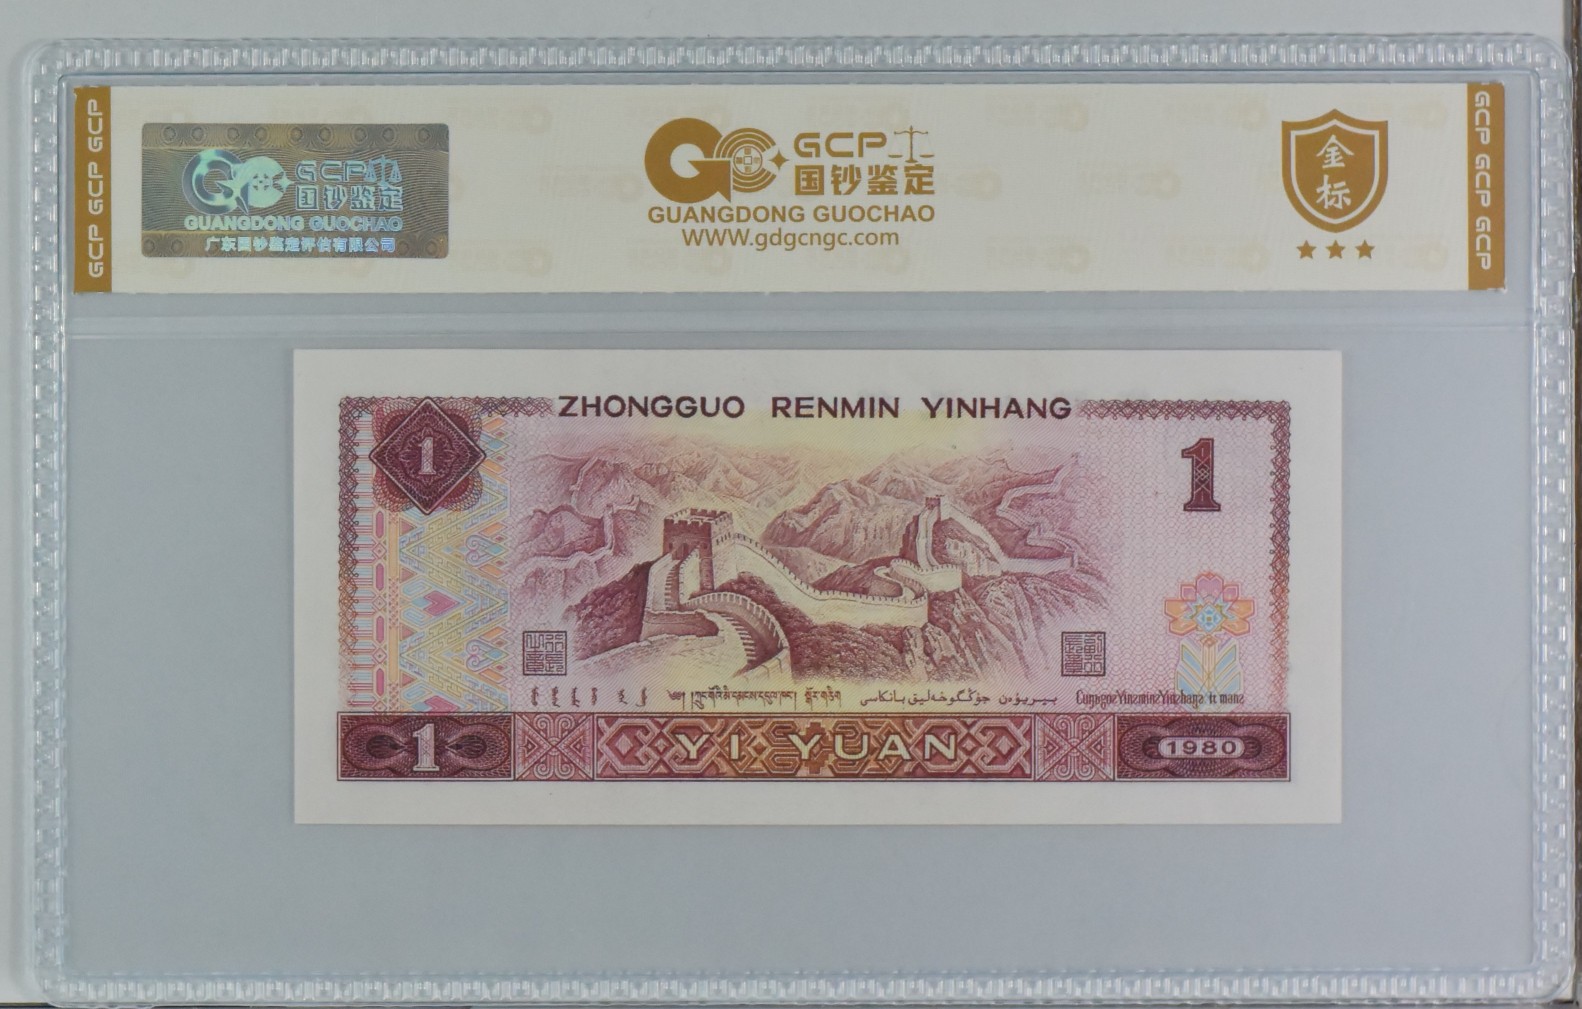 GCP GCP GCP
GCP
国钞鉴定
GUANGDONG GUOCHAO
广东国钞鉴定评估有限公司
GCP
国钞鉴定
GUANGDONG GUOCHAO
WWW.gdgcngc.com
金
标
GCP GCP GCP
ZHONGGUO RENMIN YINHANG
1
1
1
YI YUAN
1980